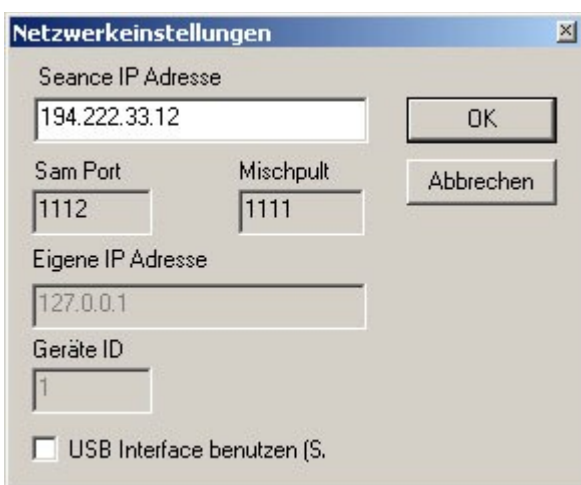 Netzwerkeinstellungen
Seance IP Adresse
194.222.33.12
OK
Sam Port
Mischpult
Abbrechen
1112
1111
Eigene IP Adresse
127.0.0.1
Geräte ID
1
USB Interface benutzen (S.